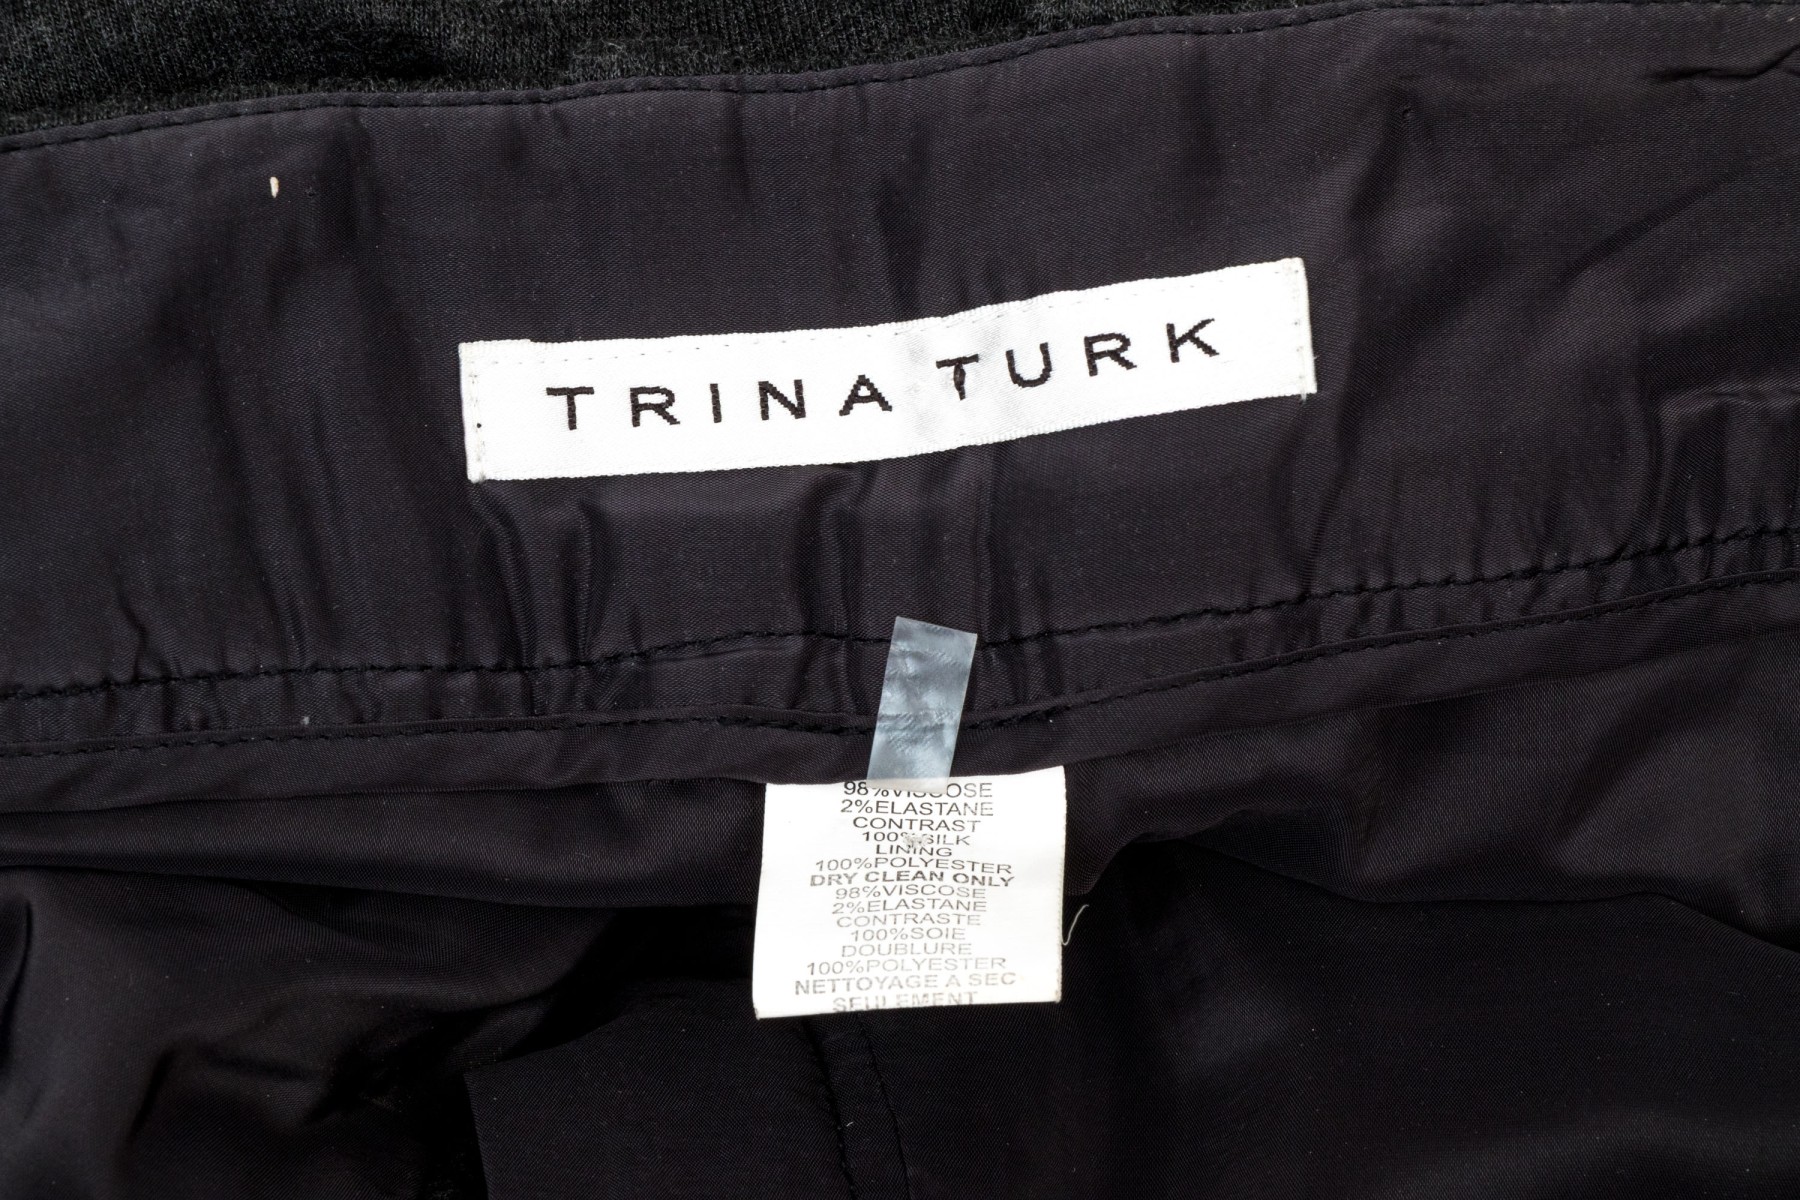 TRINA TURK
98%VISCOSE
2%ELASTANE
CONTRAST
100%SILK
LINING
100%POLYESTER
DRY CLEAN ONLY
98%VISCOSE
2%ELASTANE
CONTRASTE
100%SOIE
DOUBLURE
100%POLYESTER
NETTOYAGE A SEC
SEULEMENT